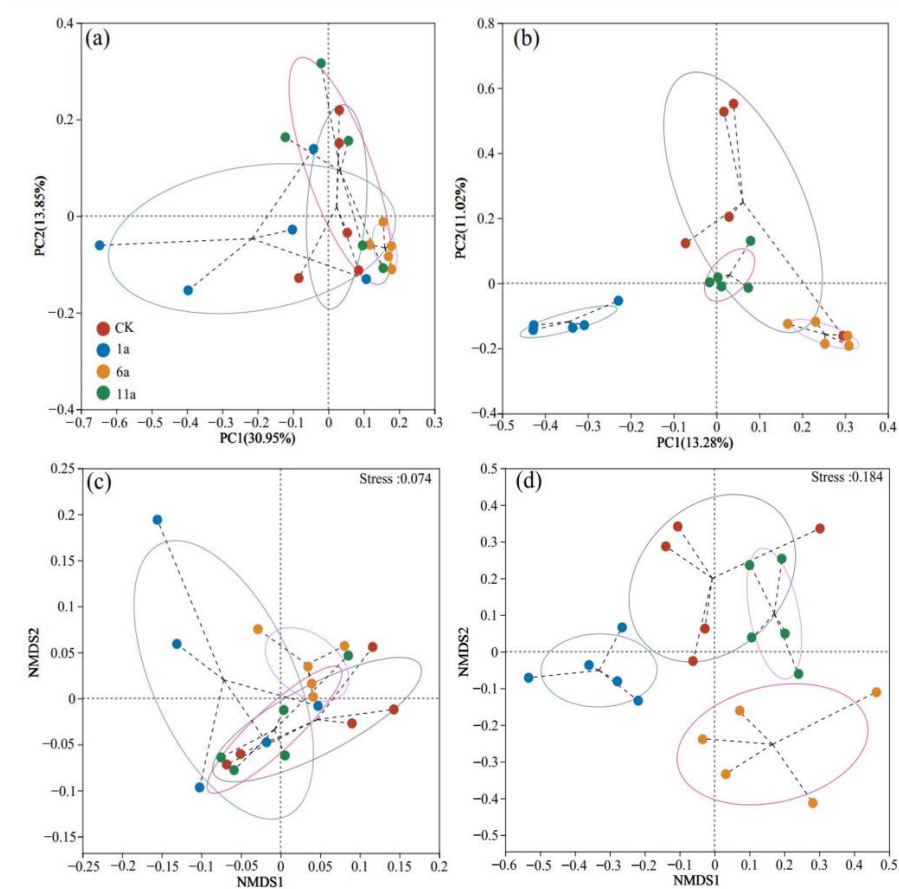 (a)
0.4
0.2
0
−0.2
−0.4
PC2(13.85%)
CK
1a
6a
11a
−0.7 −0.6 −0.5 −0.4 −0.3 −0.2 −0.1 0 0.1 0.2 0.3
PC1(30.95%)
(b)
0.8
0.6
0.4
0.2
0
−0.2
−0.4
PC2(11.02%)
−0.5 −0.4 −0.3 −0.2 −0.1 0 0.1 0.2 0.3 0.4
PC1(13.28%)
(c)
Stress :0.074
0.25
0.2
0.15
0.1
0.05
0
−0.05
−0.1
−0.15
NMDS2
−0.25 −0.2 −0.15 −0.1 −0.05 0 0.05 0.1 0.15 0.2
NMDS1
(d)
Stress :0.184
0.5
0.4
0.3
0.2
0.1
0
−0.1
−0.2
−0.3
−0.4
−0.5
NMDS2
−0.6 −0.5 −0.4 −0.3 −0.2 −0.1 0 0.1 0.2 0.3 0.4 0.5
NMDS1